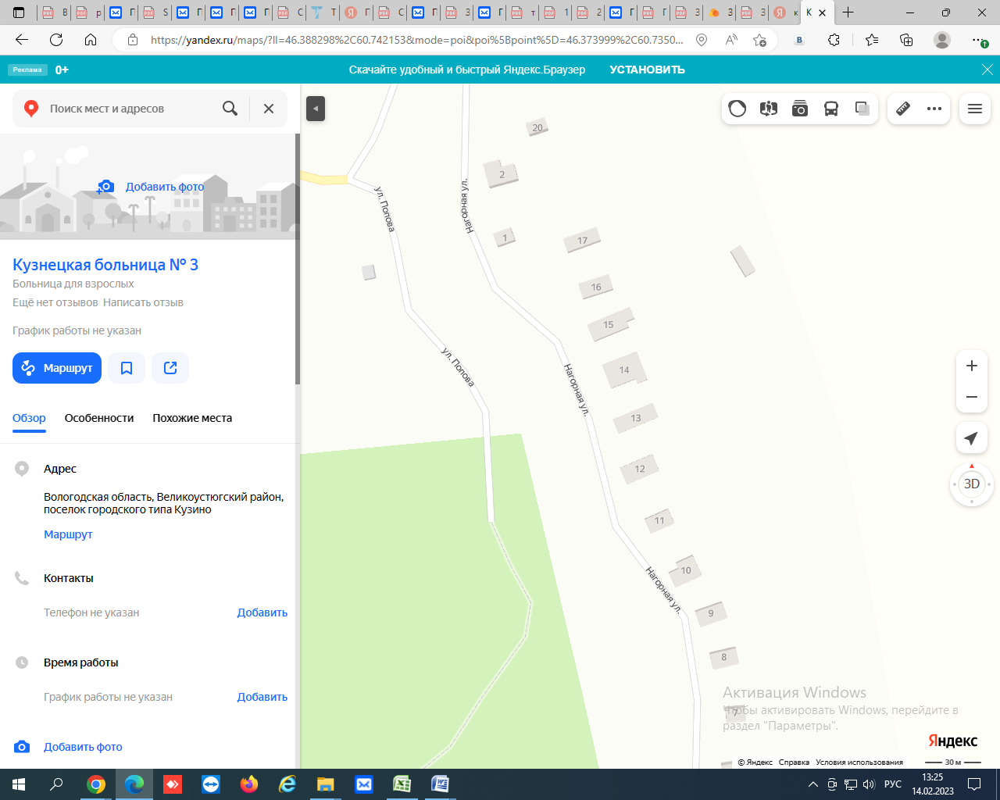 https://yandex.ru/maps/?ll=46.388298%2C60.742153&mode=poi&poi%5Bpoint%5D=46.373999%2C60.7350...
Реклама
0+
Скачайте удобный и быстрый Яндекс.Браузер
УСТАНОВИТЬ
Поиск мест и адресов
Добавить фото
Кузнецкая больница № 3
Больница для взрослых
Ещё нет отзывов Написать отзыв
График работы не указан
Маршрут
Обзор
Особенности
Похожие места
Адрес
Вологодская область, Великоустюгский район,
поселок городского типа Кузино
Маршрут
Контакты
Телефон не указан
Добавить
Время работы
График работы не указан
Добавить
Добавить фото
20
2
ул. Попова
Нагорная ул.
1
17
16
15
ул. Попова
14
Нагорная ул.
13
12
11
10
Нагорная ул.
9
8
7
3D
Активация Windows
Чтобы активировать Windows, перейдите в
раздел "Параметры".
Яндекс
© Яндекс Справка Условия использования
30 м
РУС
13:25
14.02.2023